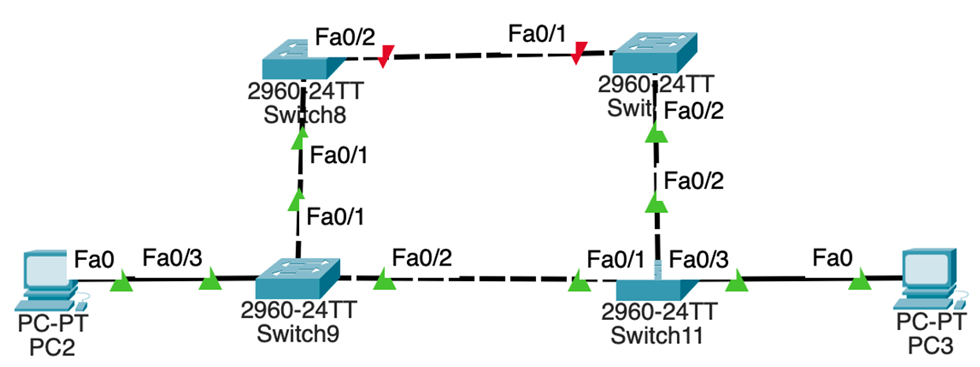 Fa0/2
Fa0/1
2960-24TT
Switch8
2960-24TT
Swit
Fa0/2
Fa0/1
Fa0/2
Fa0/1
Fa0
Fa0/3
Fa0/2
Fa0/1
Fa0/3
Fa0
2960-24TT
Switch9
2960-24TT
Switch11
PC-PT
PC2
PC-PT
PC3